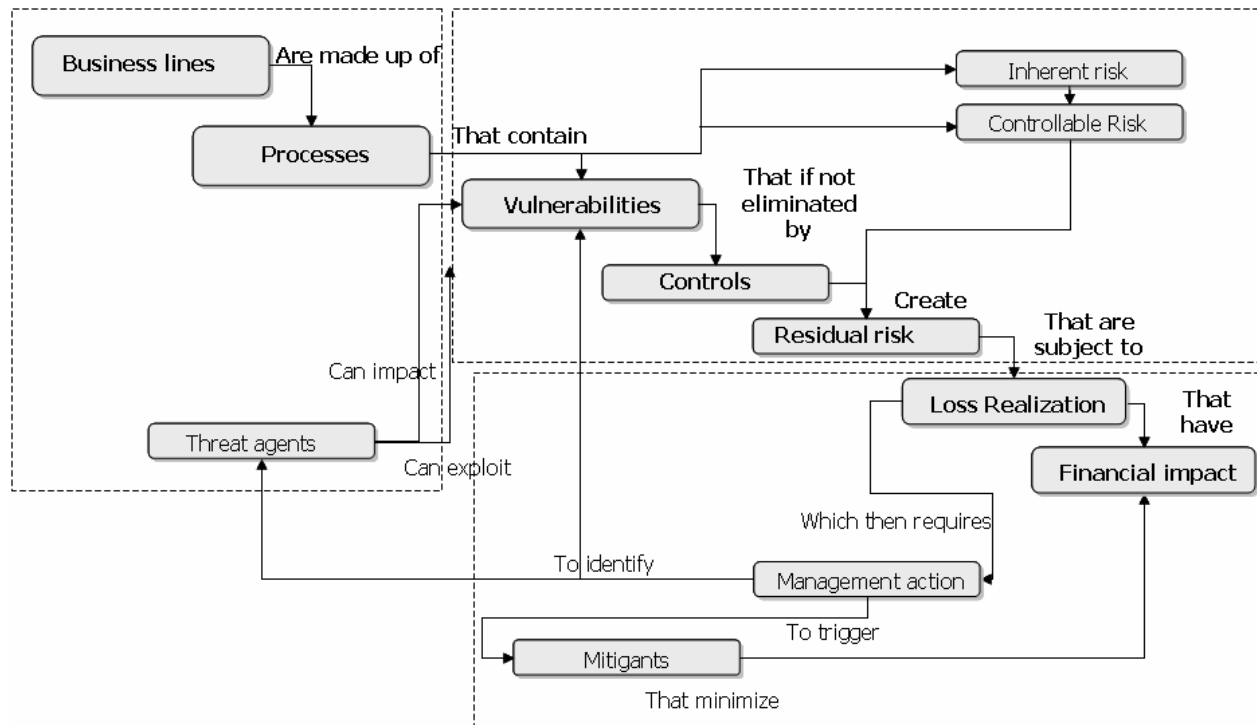 Business lines
Are made up of
Processes
That contain
Inherent risk
Controllable Risk
Vulnerabilities
That if not
eliminated
by
Controls
Create
Residual risk
That are
subject to
Can impact
Threat agents
Can exploit
Loss Realization
That
have
Financial impact
Which then requires
To identify
Management action
To trigger
Mitigants
That minimize